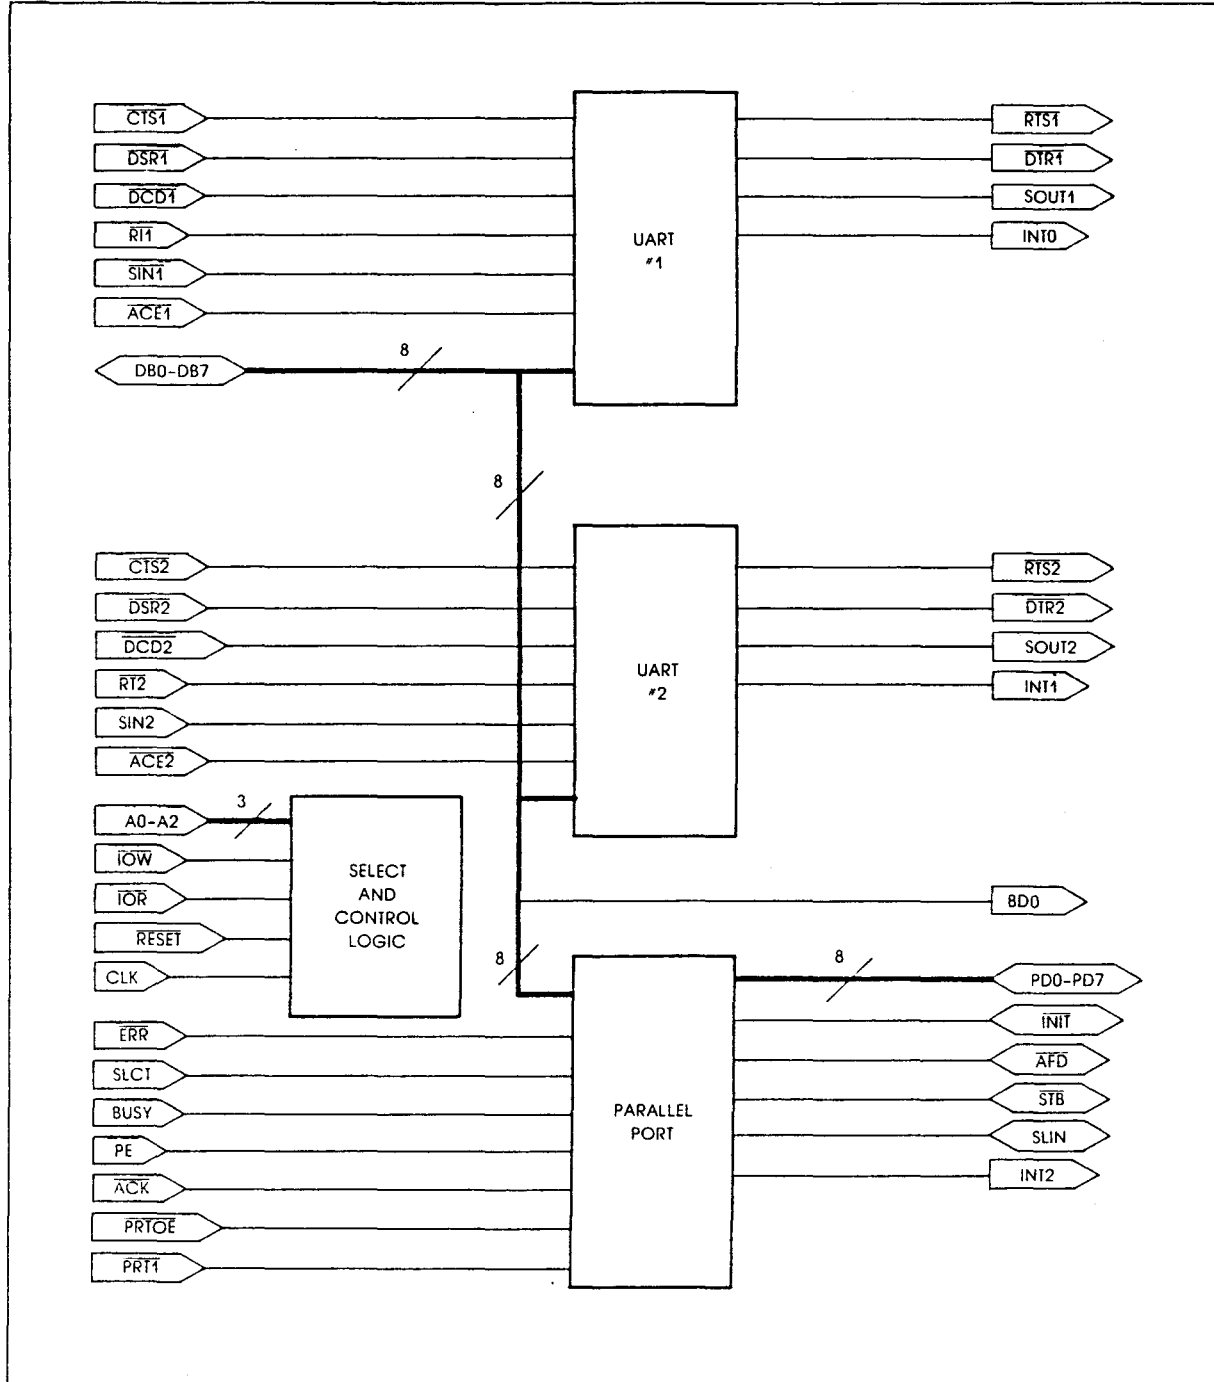 CTS1
DSR1
DCD1
RI1
SIN1
ACE1
DB0-DB7
8
UART
#1
RTS1
DTR1
SOUT1
INT0
8
CTS2
DSR2
DCD2
RT2
SIN2
ACE2
UART
#2
RTS2
DTR2
SOUT2
INT1
A0-A2
3
IOW
IOR
RESET
CLK
SELECT
AND
CONTROL
LOGIC
BD0
8
8
PD0-PD7
ERR
SLCT
BUSY
PE
ACK
PRTOE
PRT1
PARALLEL
PORT
INIT
AFD
STB
SLIN
INT2